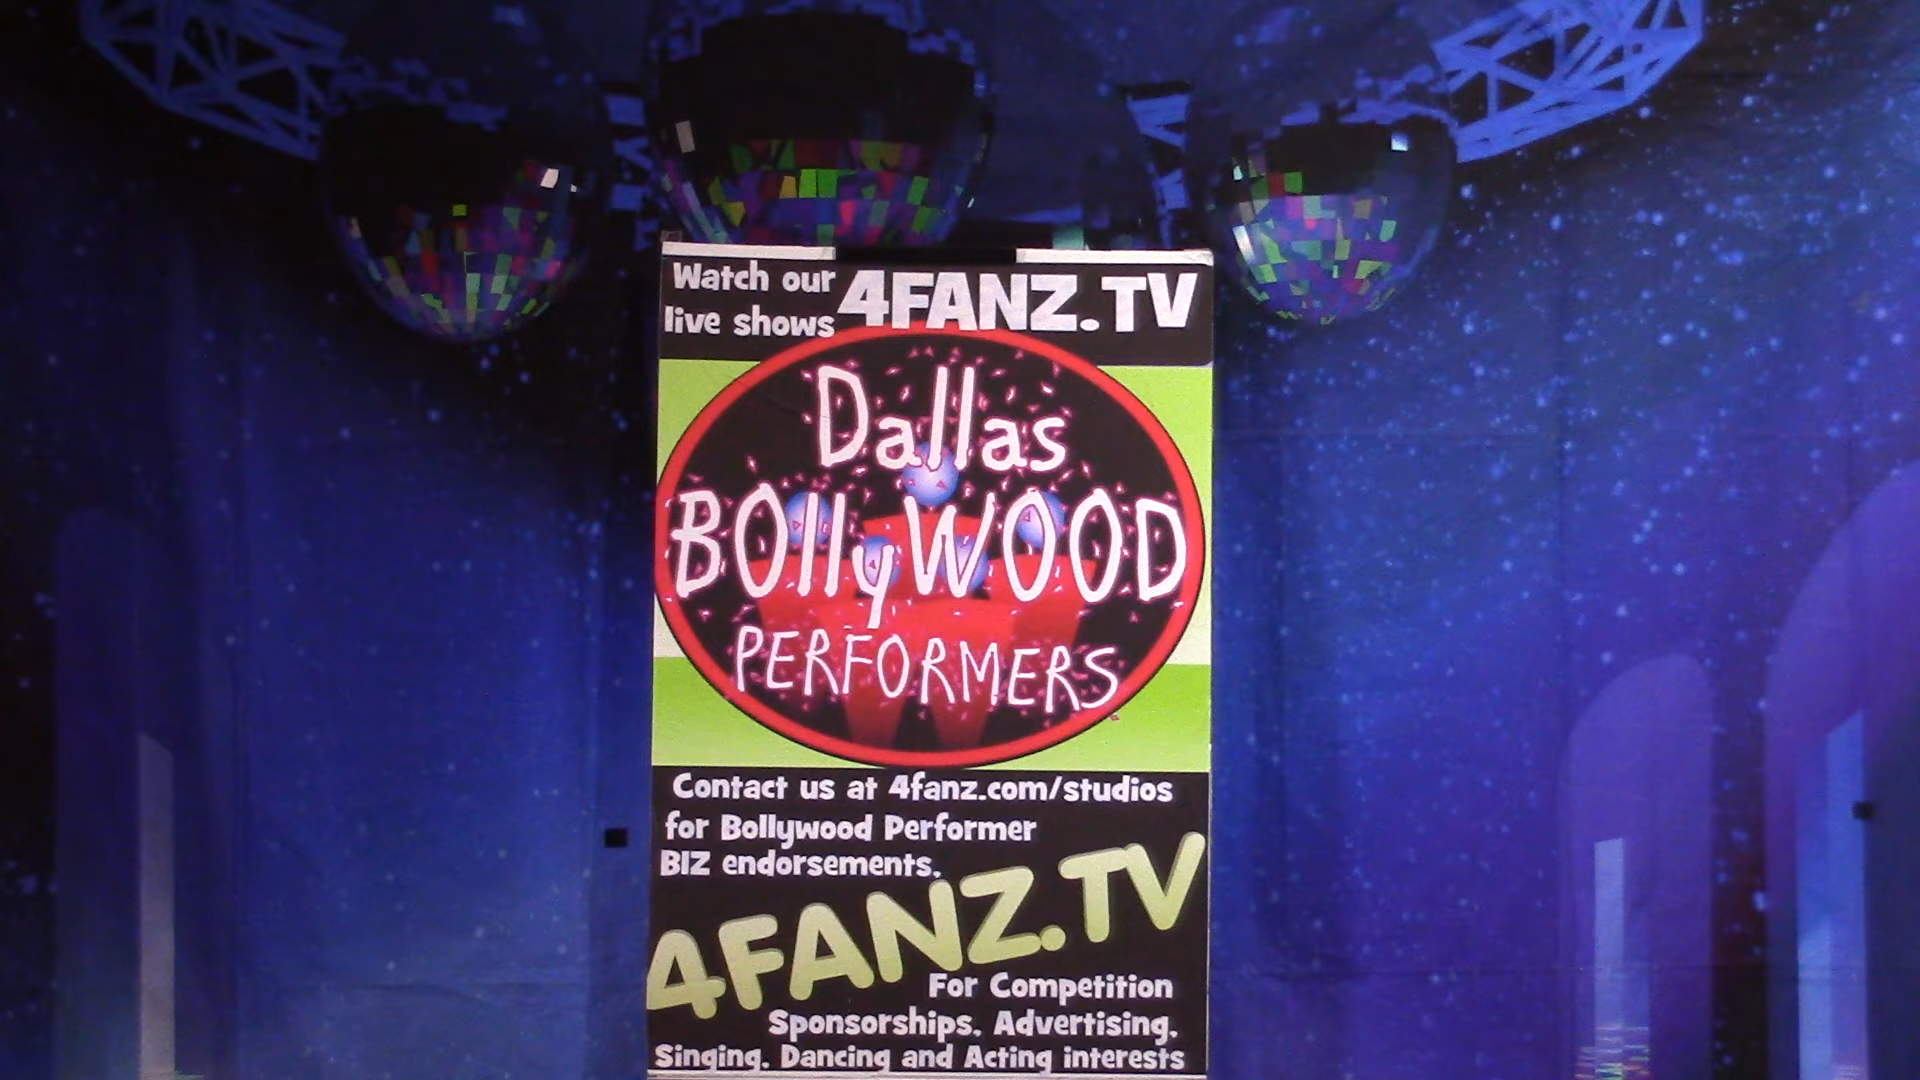 Watch our
live shows
4FANZ.TV
Dallas
BOllyWOOD
PERFORMERS
Contact us at 4fanz.com/studios
for Bollywood Performer
BIZ endorsements.
4FANZ.TV
For Competition
Sponsorships. Advertising.
Singing. Dancing and Acting interests